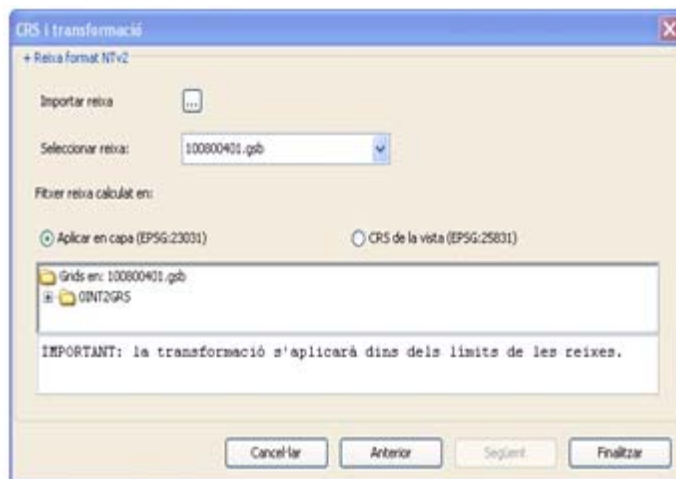 CRS i transformació
+ Reixa format NTv2
Importar reixa ...
Seleccionar reixa: 100800401.gsb
Fitxer reixa calculat en:
Aplicar en capa (EPSG:23031) CRS de la vista (EPSG:25831)
Grids en: 100800401.gsb
0INT2GRS
IMPORTANT: la transformació s'aplicarà dins dels límits de les reixes.
Cancel·lar Anterior Següent Finalitzar